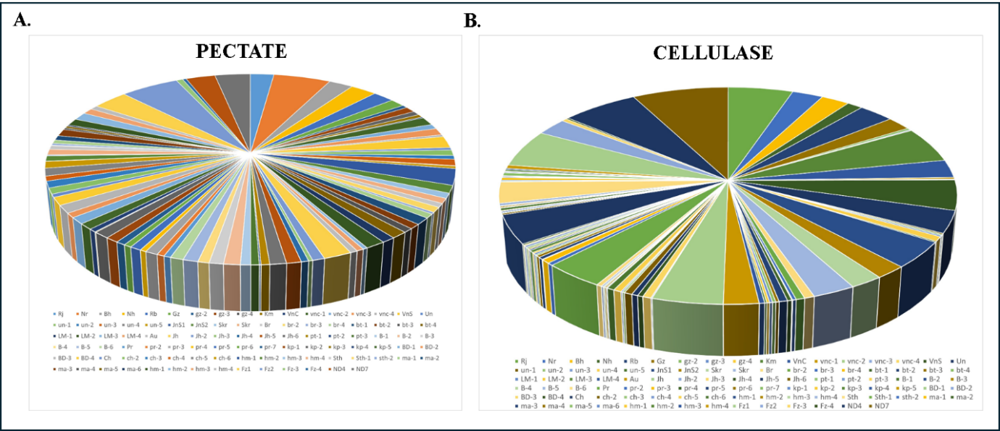 A.
PECTATE
Rj Nr Bh Nh Rb Gz gz-2 gz-3 gz-4 Km VnC vnc-1 vnc-2 vnc-3 vnc-4 VnS Un
un-1 un-2 un-3 un-4 un-5 JnS1 JnS2 Skr Skr Br br-2 br-3 br-4 bt-1 bt-2 bt-3 bt-4
LM-1 LM-2 LM-3 LM-4 Au Jh Jh-2 Jh-3 Jh-4 Jh-5 Jh-6 pt-1 pt-2 pt-3 B-1 B-2 B-3
B-4 B-5 B-6 Pr pr-2 pr-3 pr-4 pr-5 pr-6 pr-7 kp-1 kp-2 kp-3 kp-4 kp-5 BD-1 BD-2
BD-3 BD-4 Ch ch-2 ch-3 ch-4 ch-5 ch-6 hm-1 hm-2 hm-3 hm-4 Sth Sth-1 sth-2 ma-1 ma-2
ma-3 ma-4 ma-5 ma-6 hm-1 hm-2 hm-3 hm-4 Fz1 Fz2 Fz-3 Fz-4 ND4 ND7
B.
CELLULASE
Rj Nr Bh Nh Rb Gz gz-2 gz-3 gz-4 Km VnC vnc-1 vnc-2 vnc-3 vnc-4 VnS Un
un-1 un-2 un-3 un-4 un-5 JnS1 JnS2 Skr Skr Br br-2 br-3 br-4 bt-1 bt-2 bt-3 bt-4
LM-1 LM-2 LM-3 LM-4 Au Jh Jh-2 Jh-3 Jh-4 Jh-5 Jh-6 pt-1 pt-2 pt-3 B-1 B-2 B-3
B-4 B-5 B-6 Pr pr-2 pr-3 pr-4 pr-5 pr-6 pr-7 kp-1 kp-2 kp-3 kp-4 kp-5 BD-1 BD-2
BD-3 BD-4 Ch ch-2 ch-3 ch-4 ch-5 ch-6 hm-1 hm-2 hm-3 hm-4 Sth Sth-1 sth-2 ma-1 ma-2
ma-3 ma-4 ma-5 ma-6 hm-1 hm-2 hm-3 hm-4 Fz1 Fz2 Fz-3 Fz-4 ND4 ND7